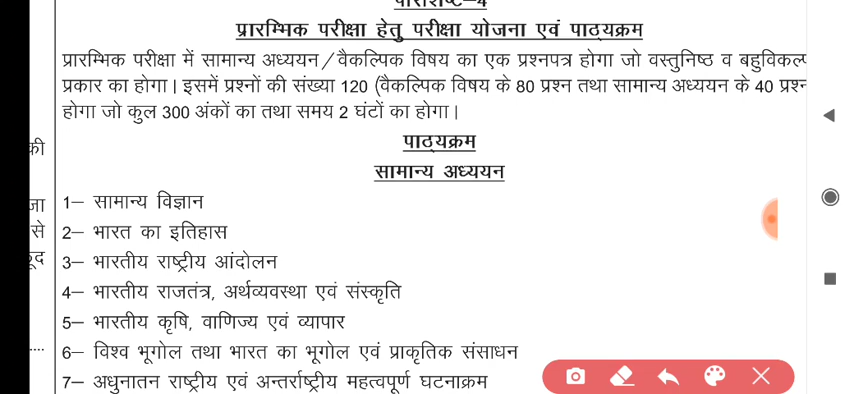 परिशिष्ट–4
प्रारम्भिक परीक्षा हेतु परीक्षा योजना एवं पाठ्यक्रम
प्रारम्भिक परीक्षा में सामान्य अध्ययन/वैकल्पिक विषय का एक प्रश्नपत्र होगा जो वस्तुनिष्ठ व बहुविकल्प
प्रकार का होगा। इसमें प्रश्नों की संख्या 120 (वैकल्पिक विषय के 80 प्रश्न तथा सामान्य अध्ययन के 40 प्रश्न
होगा जो कुल 300 अंकों का तथा समय 2 घंटों का होगा।
पाठ्यक्रम
की
सामान्य अध्ययन
1– सामान्य विज्ञान
जा
2– भारत का इतिहास
से
3– भारतीय राष्ट्रीय आंदोलन
4– भारतीय राजतंत्र, अर्थव्यवस्था एवं संस्कृति
5– भारतीय कृषि, वाणिज्य एवं व्यापार
6– विश्व भूगोल तथा भारत का भूगोल एवं प्राकृतिक संसाधन
7– अधुनातन राष्ट्रीय एवं अन्तर्राष्ट्रीय महत्वपूर्ण घटनाक्रम